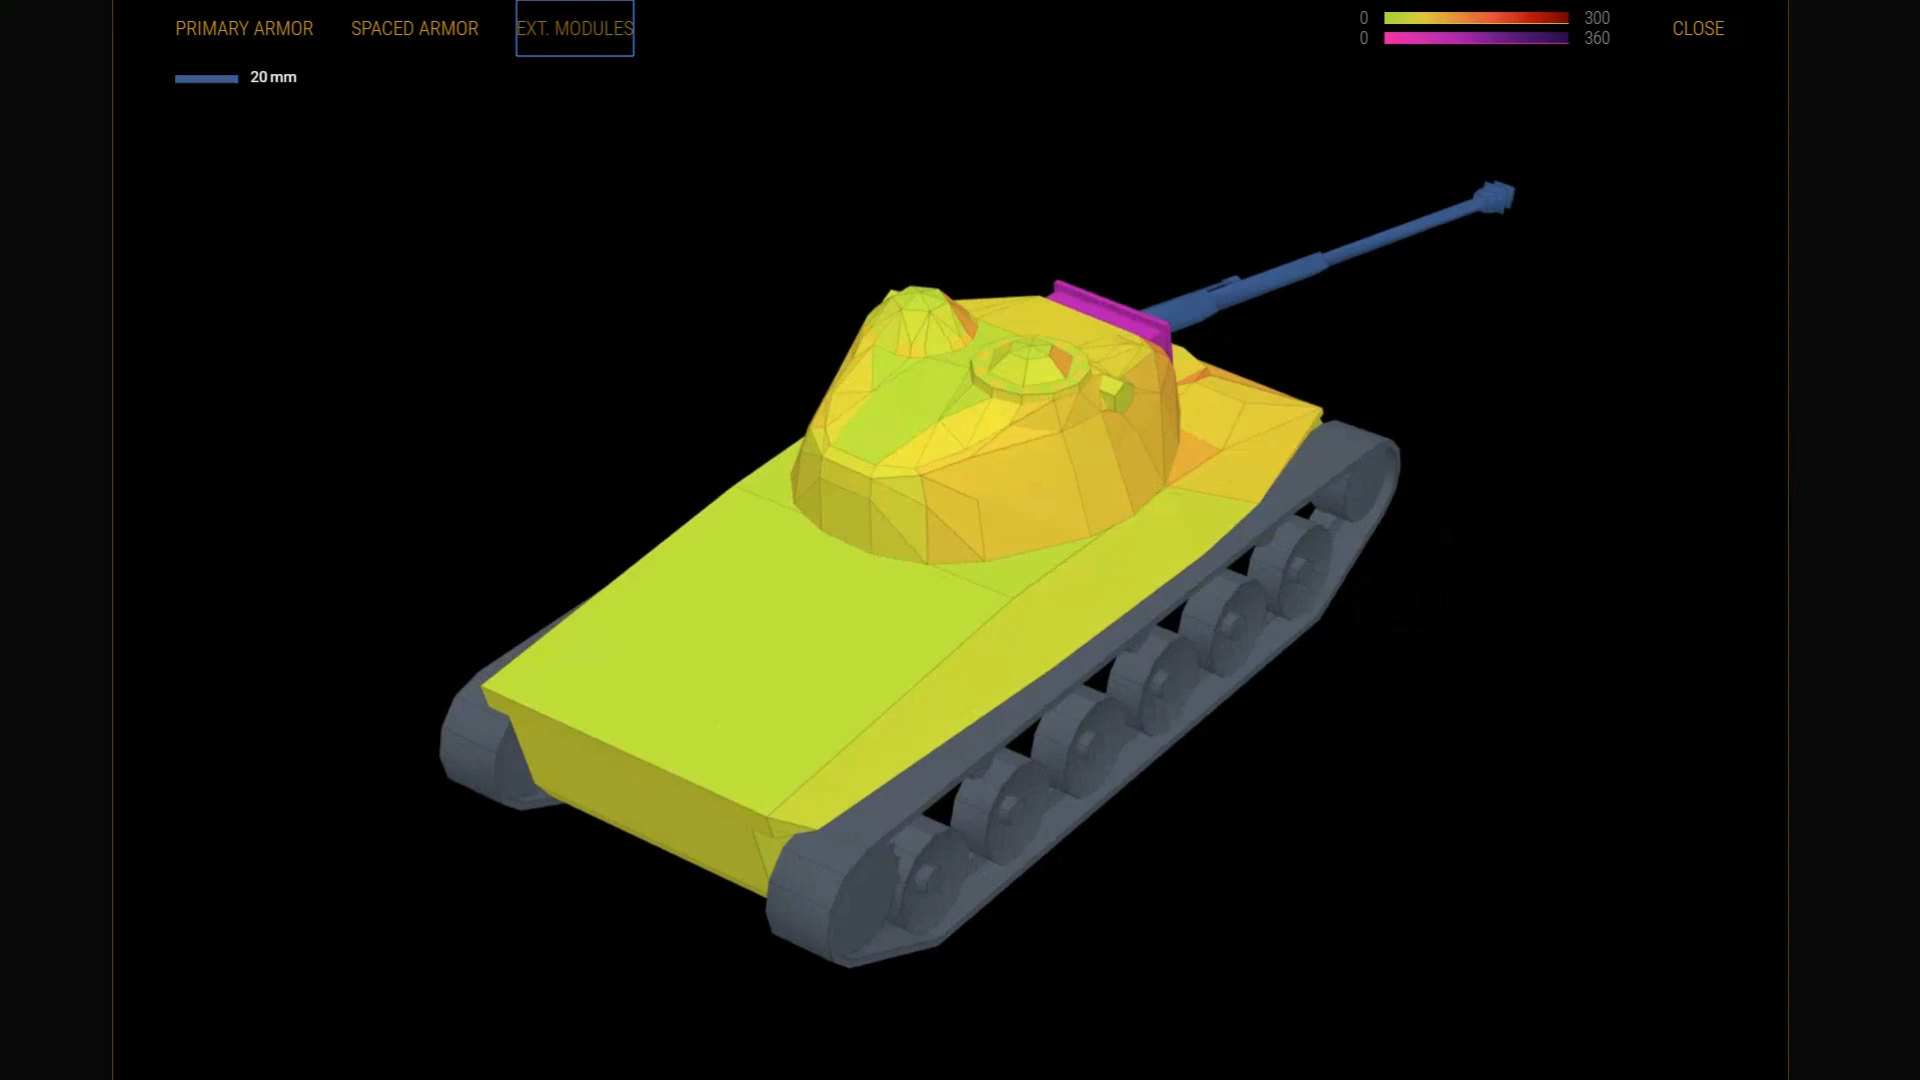 PRIMARY ARMOR SPACED ARMOR EXT. MODULES 0 300 CLOSE
0 360
20 mm